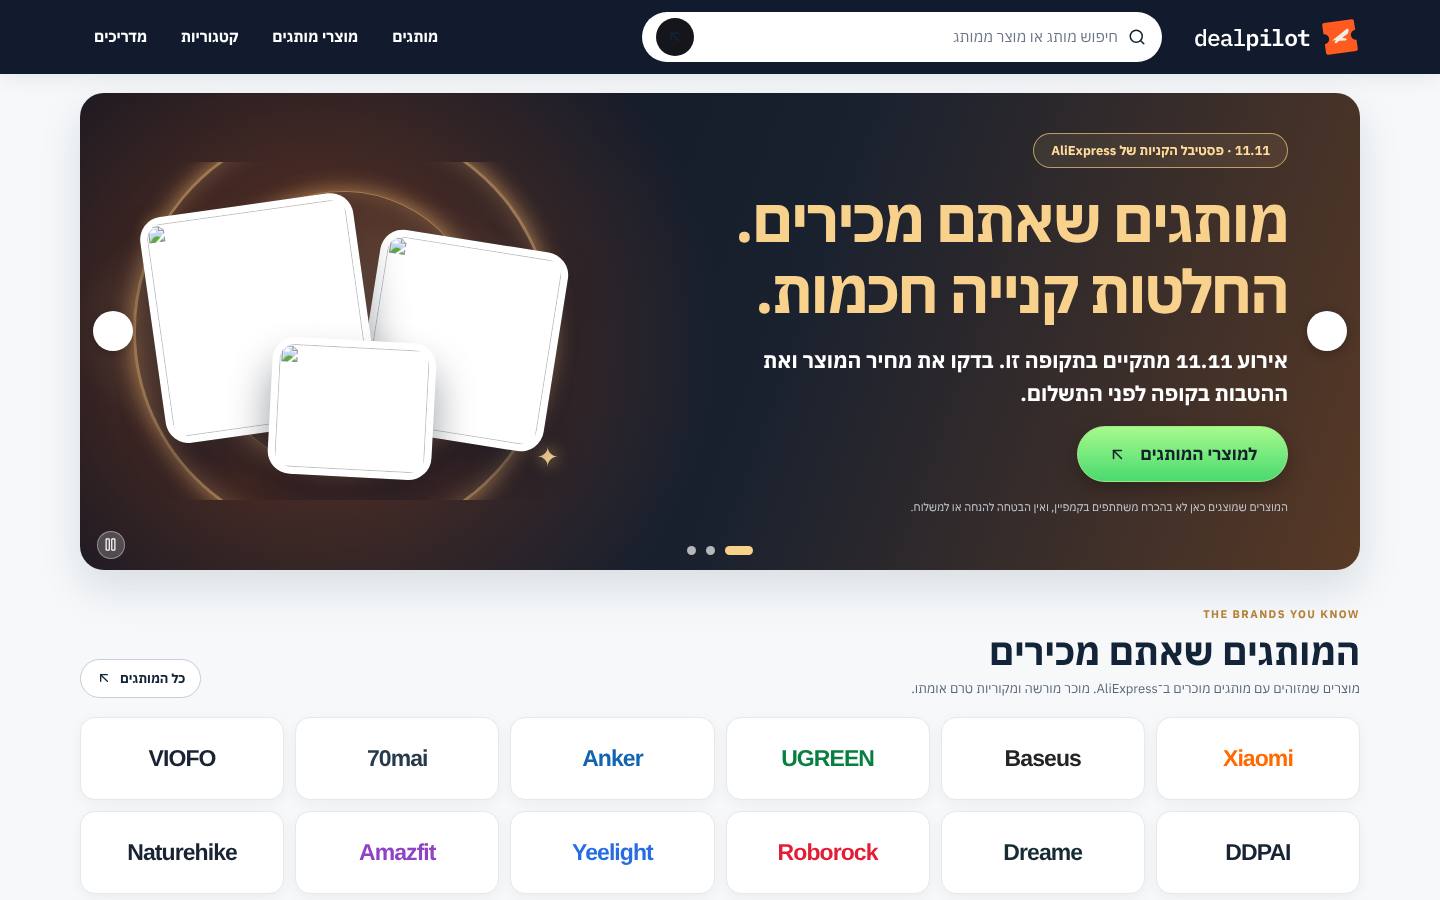 dealpilot
חיפוש מותג או מוצר ממותג
מותגים
מוצרי מותגים
קטגוריות
מדריכים
11.11 · פסטיבל הקניות של AliExpress
מותגים שאתם מכירים.
החלטות קנייה חכמות.
אירוע 11.11 מתקיים בתקופה זו. בדקו את מחיר המוצר ואת
ההטבות בקופה לפני התשלום.
למוצרי המותגים
המוצרים שמוצגים כאן לא בהכרח משתתפים בקמפיין, ואין הבטחה להנחה או למשלוח.
THE BRANDS YOU KNOW
המותגים שאתם מכירים
מוצרים שמזוהים עם מותגים מוכרים ב־AliExpress. מוכר מורשה ומקוריות טרם אומתו.
כל המותגים
Xiaomi
Baseus
UGREEN
Anker
70mai
VIOFO
DDPAI
Dreame
Roborock
Yeelight
Amazfit
Naturehike